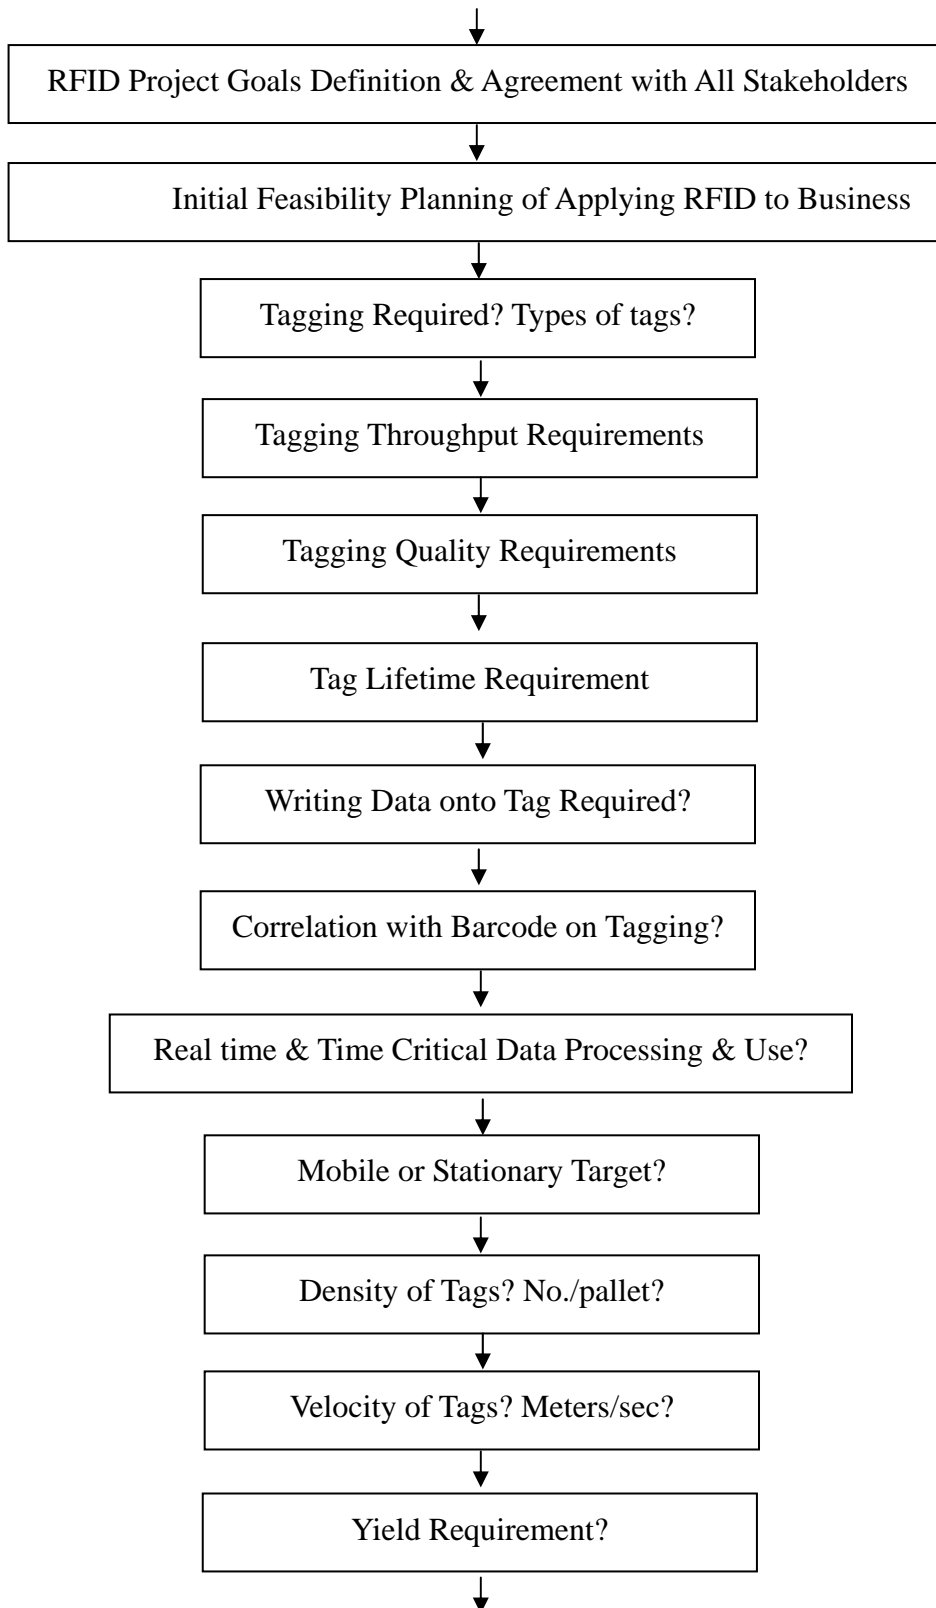 RFID Project Goals Definition & Agreement with All Stakeholders
Initial Feasibility Planning of Applying RFID to Business
Tagging Required? Types of tags?
Tagging Throughput Requirements
Tagging Quality Requirements
Tag Lifetime Requirement
Writing Data onto Tag Required?
Correlation with Barcode on Tagging?
Real time & Time Critical Data Processing & Use?
Mobile or Stationary Target?
Density of Tags? No./pallet?
Velocity of Tags? Meters/sec?
Yield Requirement?